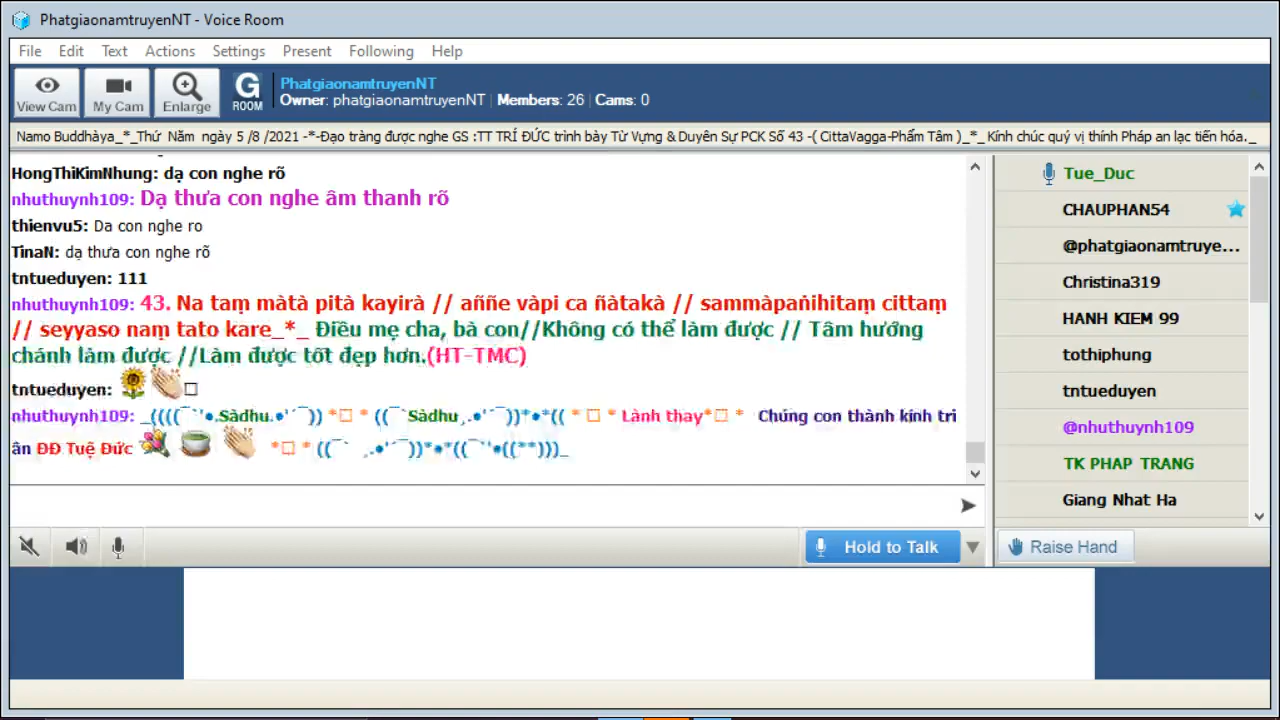 PhatgiaonamtruyenNT - Voice Room
File Edit Text Actions Settings Present Following Help
View Cam My Cam Enlarge G ROOM
PhatgiaonamtruyenNT
Owner: phatgiaonamtruyenNT | Members: 26 | Cams: 0
Namo Buddhàya_*_Thứ Năm ngày 5 /8 /2021 -*-Đạo tràng được nghe GS :TT TRÍ ĐỨC trình bày Từ Vựng & Duyên Sự PCK Số 43 -( CittaVagga-Phẩm Tâm )_*_ Kính chúc quý vị thính Pháp an lạc tiến hóa._
HongThiKimNhung: dạ con nghe rõ
nhuthuynh109: Dạ thưa con nghe âm thanh rõ
thienvu5: Da con nghe ro
TinaN: dạ thưa con nghe rõ
tntueduyen: 111
nhuthuynh109: 43. Na taṃ màtà pità kayirà // aññe vàpi ca ñàtakà // sammàpaṅihitaṃ cittaṃ
// seyyaso naṃ tato kare_*_ Điều mẹ cha, bà con//Không có thể làm được // Tâm hướng
chánh làm được //Làm được tốt đẹp hơn.(HT-TMC)
tntueduyen: 🌻👏□
nhuthuynh109: _((((¯`'•.Sàdhu.•'´¯)) *□ * ((¯`Sàdhu,.•'´¯))*•*(( * □ * Lành thay*□ * Chúng con thành kính tri
ân ĐĐ Tuệ Đức 💐 🍵 👏 *□ * ((¯` ,.•'´¯))*•*((¯`'•((**)))_
Tue_Duc
CHAUPHAN54
@phatgiaonamtruye...
Christina319
HANH KIEM 99
tothiphung
tntueduyen
@nhuthuynh109
TK PHAP TRANG
Giang Nhat Ha
Hold to Talk
Raise Hand